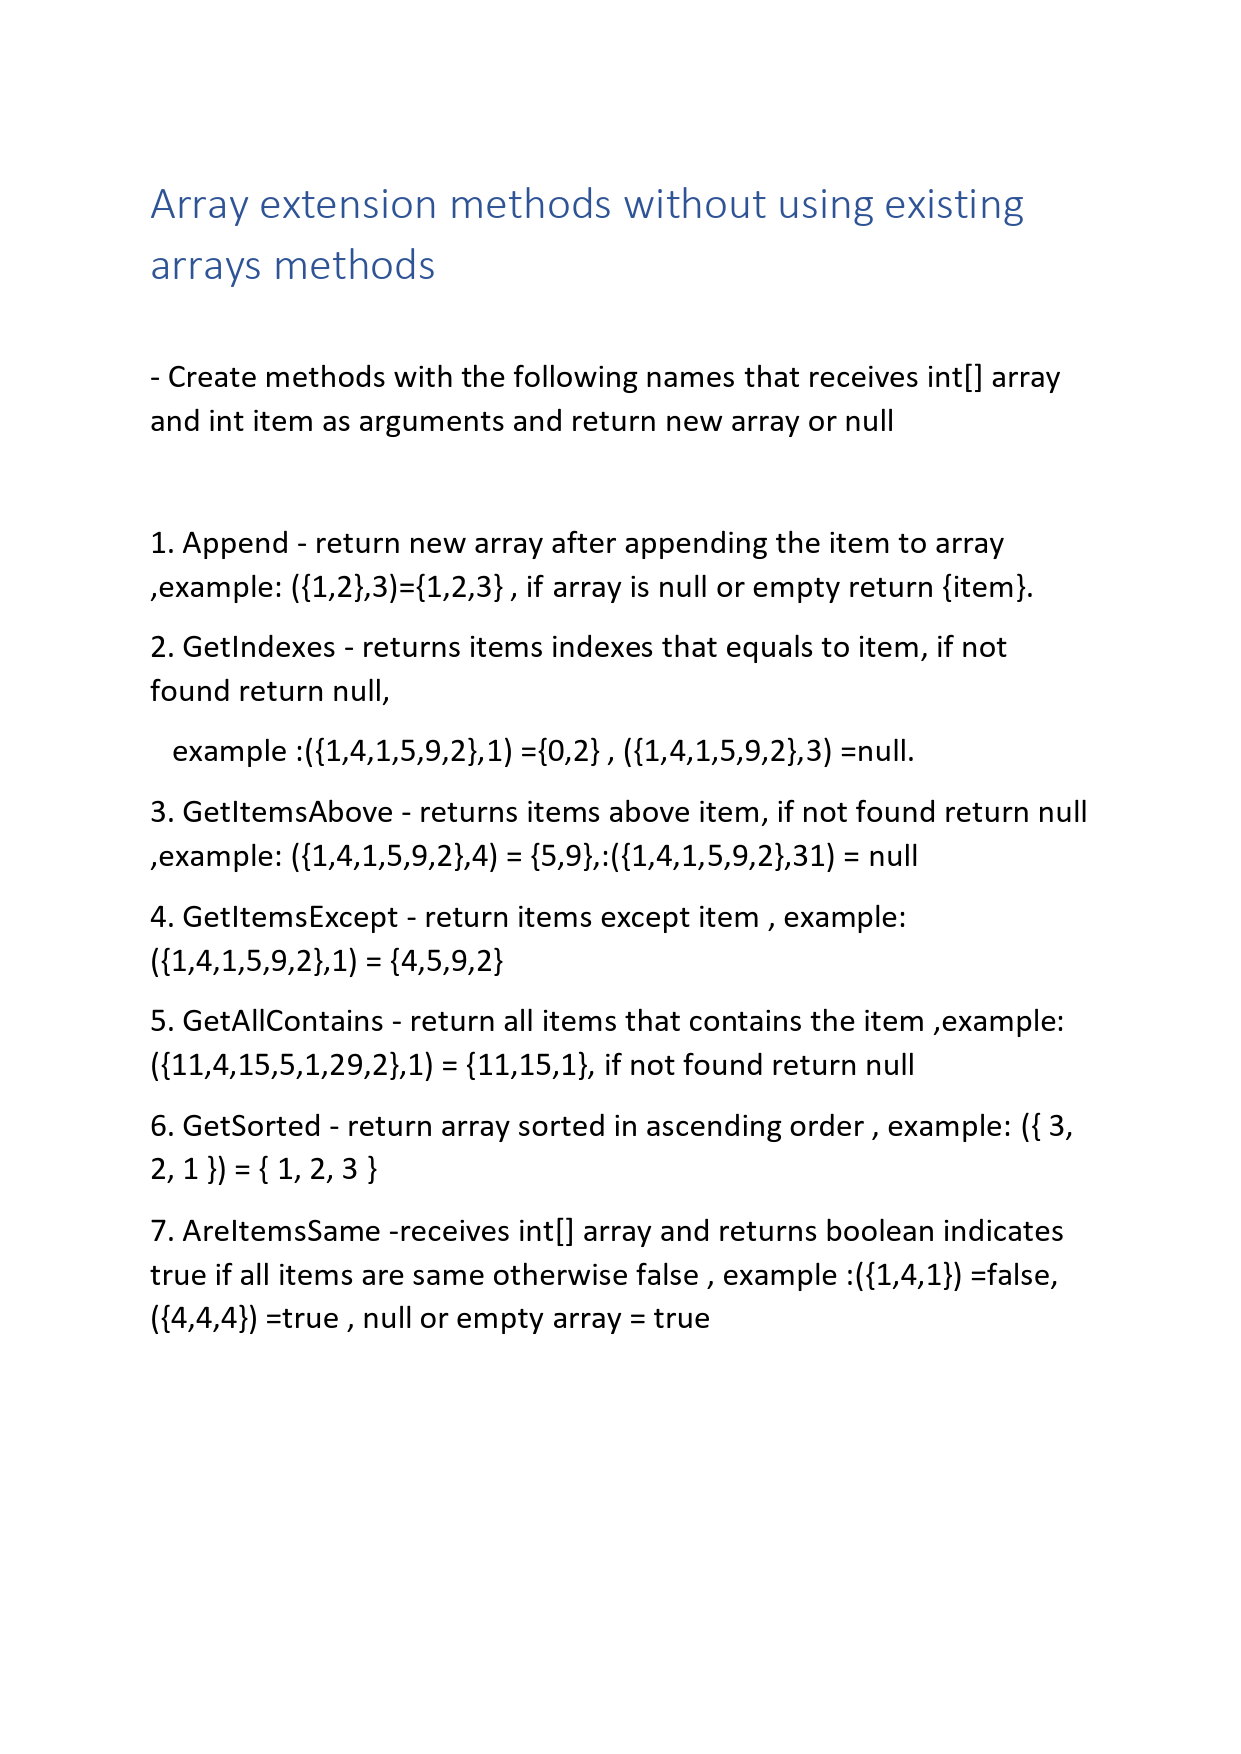 Array extension methods without using existing
arrays methods
- Create methods with the following names that receives int[] array
and int item as arguments and return new array or null
1. Append - return new array after appending the item to array
,example: ({1,2},3)={1,2,3} , if array is null or empty return {item}.
2. GetIndexes - returns items indexes that equals to item, if not
found return null,
example :({1,4,1,5,9,2},1) ={0,2} , ({1,4,1,5,9,2},3) =null.
3. GetItemsAbove - returns items above item, if not found return null
,example: ({1,4,1,5,9,2},4) = {5,9},:({1,4,1,5,9,2},31) = null
4. GetItemsExcept - return items except item , example:
({1,4,1,5,9,2},1) = {4,5,9,2}
5. GetAllContains - return all items that contains the item ,example:
({11,4,15,5,1,29,2},1) = {11,15,1}, if not found return null
6. GetSorted - return array sorted in ascending order , example: ({ 3,
2, 1 }) = { 1, 2, 3 }
7. AreItemsSame -receives int[] array and returns boolean indicates
true if all items are same otherwise false , example :({1,4,1}) =false,
({4,4,4}) =true , null or empty array = true